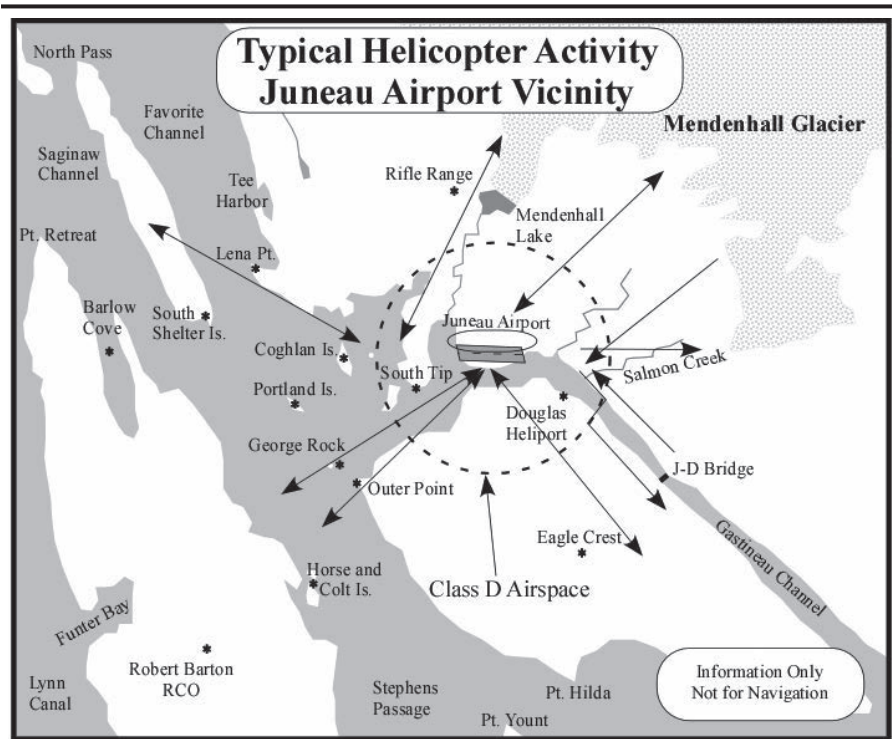 Typical Helicopter Activity
Juneau Airport Vicinity
North Pass
Favorite
Channel
Mendenhall Glacier
Saginaw
Channel
Rifle Range
Tee
Harbor
Mendenhall
Lake
Pt. Retreat
Lena Pt.
Barlow
Cove
South
Shelter Is.
Juneau Airport
Coghlan Is.
South Tip
Salmon Creek
Portland Is.
Douglas
Heliport
George Rock
J-D Bridge
Outer Point
Eagle Crest
Gastineau Channel
Horse and
Colt Is.
Class D Airspace
Funter Bay
Robert Barton
RCO
Information Only
Not for Navigation
Lynn
Canal
Stephens
Passage
Pt. Hilda
Pt. Yount